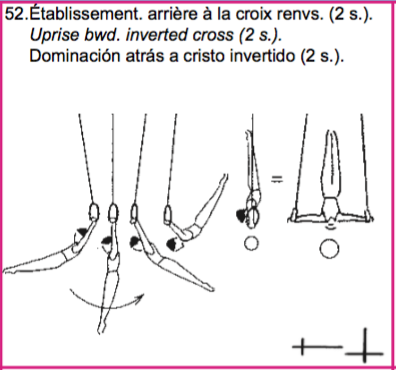 52.Établissement. arrière à la croix renvs. (2 s.).
Uprise bwd. inverted cross (2 s.).
Dominación atrás a cristo invertido (2 s.).
=